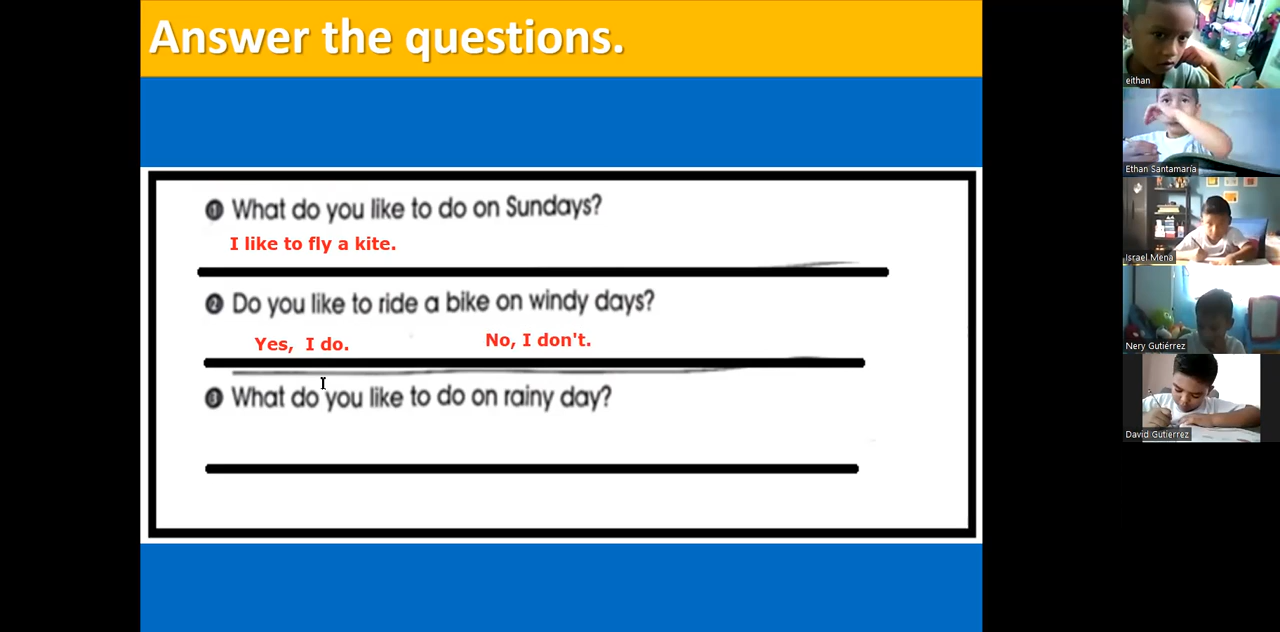 Answer the questions.
1 What do you like to do on Sundays?
I like to fly a kite.
2 Do you like to ride a bike on windy days?
Yes, I do. No, I don't.
3 What do you like to do on rainy day?
eithan
Ethan Santamaría
Israel Mena
Nery Gutiérrez
David Gutierrez